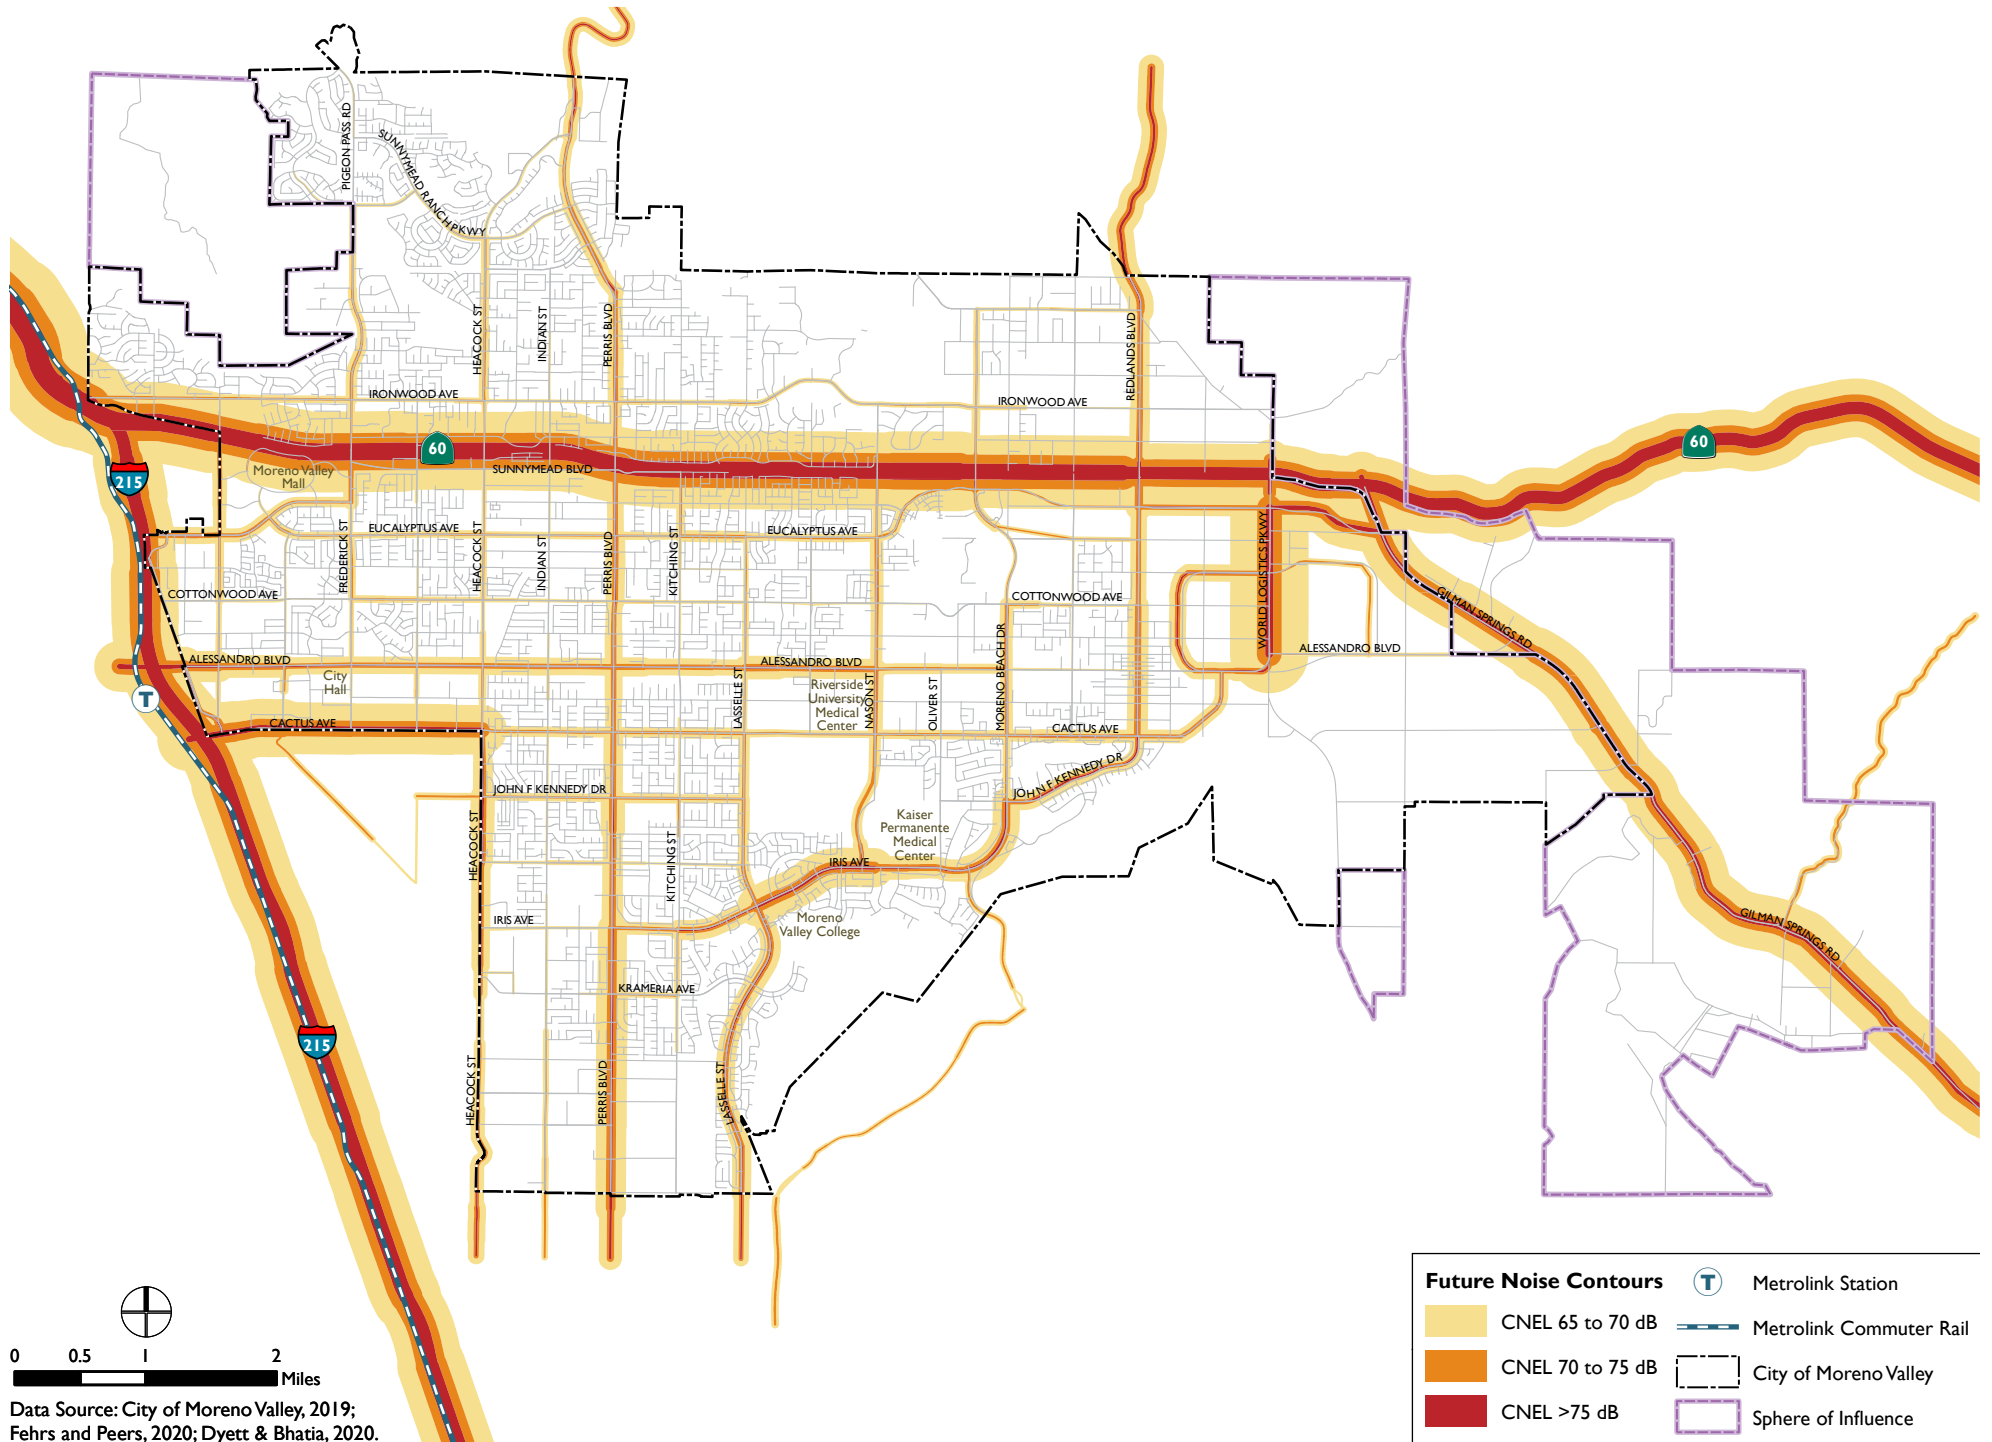 PIGEON PASS RD
SUNNYMEAD RANCH PKWY
HEACOCK ST
INDIAN ST
PERRIS BLVD
REDLANDS BLVD
IRONWOOD AVE
IRONWOOD AVE
60
60
SUNNYMEAD BLVD
Moreno Valley
Mall
215
FREDERICK ST
EUCALYPTUS AVE
HEACOCK ST
INDIAN ST
PERRIS BLVD
KITCHING ST
EUCALYPTUS AVE
WORLD LOGISTICS PKWY
COTTONWOOD AVE
COTTONWOOD AVE
GILMAN SPRINGS RD
ALESSANDRO BLVD
ALESSANDRO BLVD
ALESSANDRO BLVD
City
Hall
T
LASSELLE ST
Riverside
University
Medical
Center
NASON ST
OLIVER ST
MORENO BEACH DR
CACTUS AVE
CACTUS AVE
JOHN F KENNEDY DR
JOHN F KENNEDY DR
HEACOCK ST
KITCHING ST
Kaiser
Permanente
Medical
Center
IRIS AVE
IRIS AVE
Moreno
Valley College
GILMAN SPRINGS RD
KRAMERIA AVE
215
HEACOCK ST
PERRIS BLVD
LASSELLE ST
0 0.5 1 2
Miles
Data Source: City of Moreno Valley, 2019;
Fehrs and Peers, 2020; Dyett & Bhatia, 2020.
Future Noise Contours
CNEL 65 to 70 dB
CNEL 70 to 75 dB
CNEL >75 dB
T
Metrolink Station
Metrolink Commuter Rail
City of Moreno Valley
Sphere of Influence